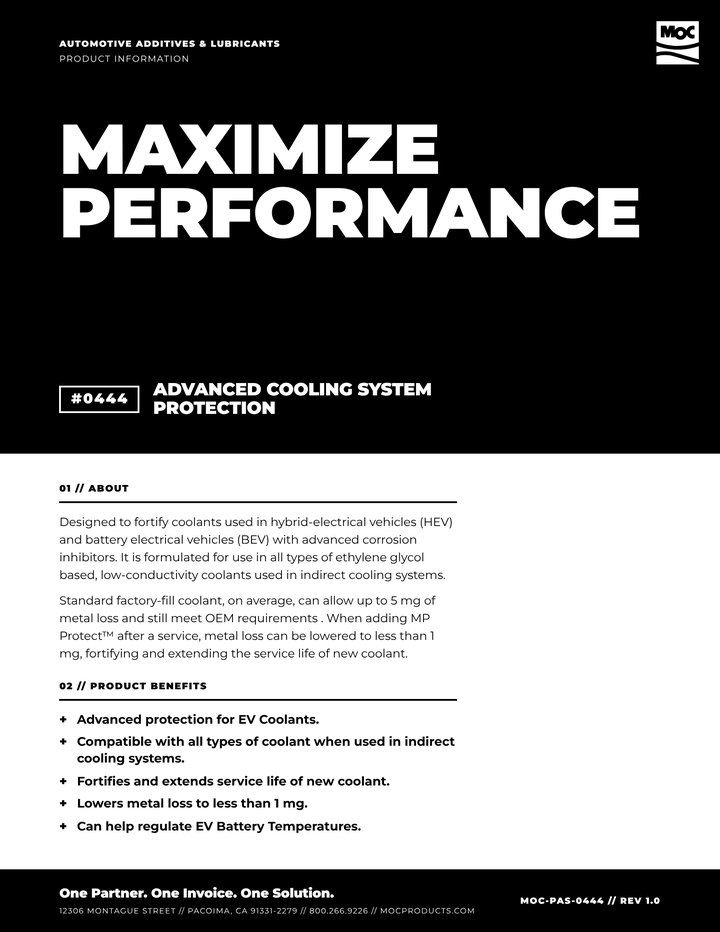 AUTOMOTIVE ADDITIVES & LUBRICANTS
PRODUCT INFORMATION
MOC
MAXIMIZE
PERFORMANCE
#0444
ADVANCED COOLING SYSTEM
PROTECTION
01 // ABOUT
Designed to fortify coolants used in hybrid-electrical vehicles (HEV)
and battery electrical vehicles (BEV) with advanced corrosion
inhibitors. It is formulated for use in all types of ethylene glycol
based, low-conductivity coolants used in indirect cooling systems.
Standard factory-fill coolant, on average, can allow up to 5 mg of
metal loss and still meet OEM requirements . When adding MP
Protect™ after a service, metal loss can be lowered to less than 1
mg, fortifying and extending the service life of new coolant.
02 // PRODUCT BENEFITS
+ Advanced protection for EV Coolants.
+ Compatible with all types of coolant when used in indirect
cooling systems.
+ Fortifies and extends service life of new coolant.
+ Lowers metal loss to less than 1 mg.
+ Can help regulate EV Battery Temperatures.
One Partner. One Invoice. One Solution.
12306 MONTAGUE STREET // PACOIMA, CA 91331-2279 // 800.266.9226 // MOCPRODUCTS.COM
MOC-PAS-0444 // REV 1.0